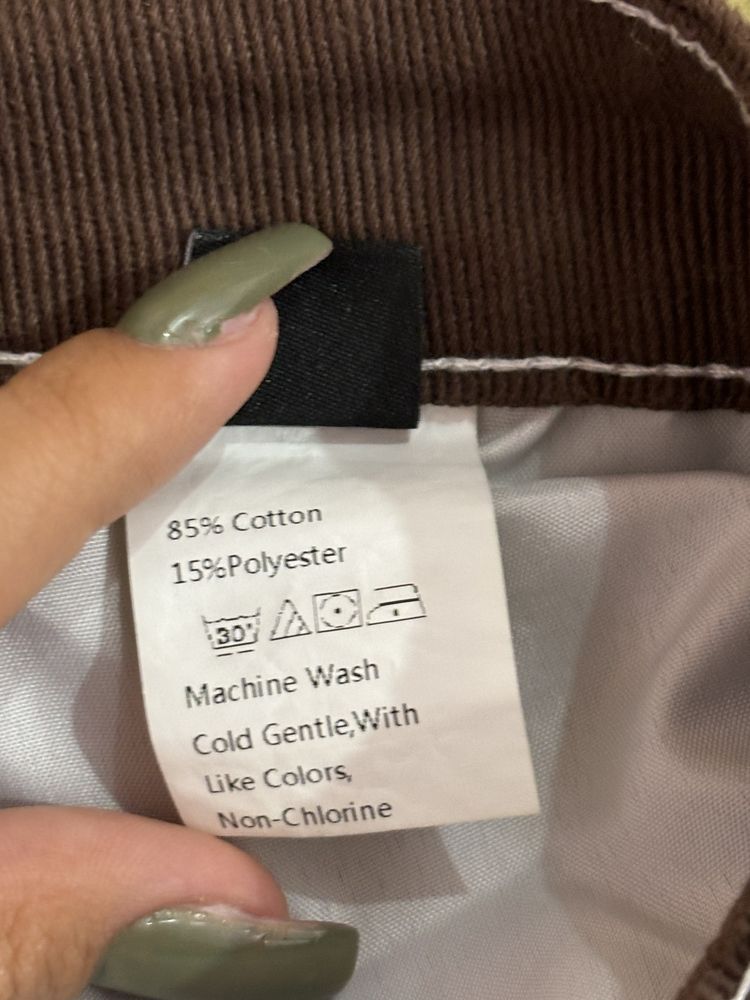 85% Cotton
15%Polyester
30°
Machine Wash
Cold Gentle,With
Like Colors,
Non-Chlorine